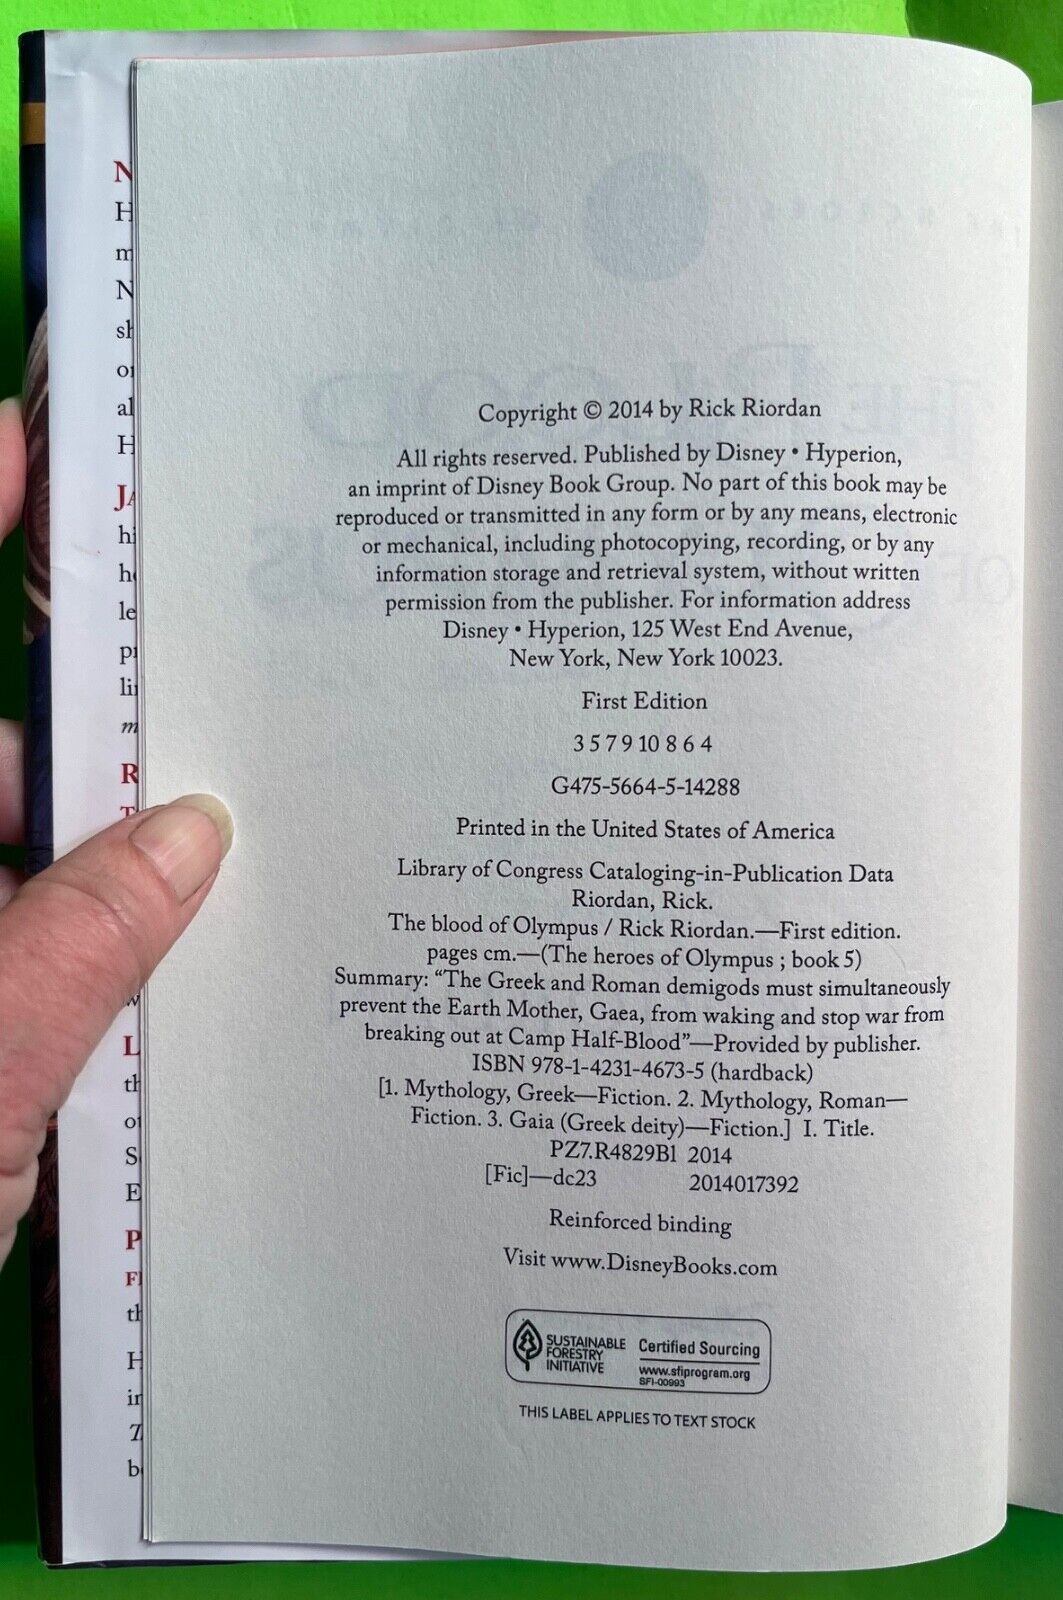 Copyright © 2014 by Rick Riordan
All rights reserved. Published by Disney • Hyperion,
an imprint of Disney Book Group. No part of this book may be
reproduced or transmitted in any form or by any means, electronic
or mechanical, including photocopying, recording, or by any
information storage and retrieval system, without written
permission from the publisher. For information address
Disney • Hyperion, 125 West End Avenue,
New York, New York 10023.
First Edition
3 5 7 9 10 8 6 4
G475-5664-5-14288
Printed in the United States of America
Library of Congress Cataloging-in-Publication Data
Riordan, Rick.
The blood of Olympus / Rick Riordan.—First edition.
pages cm.—(The heroes of Olympus ; book 5)
Summary: “The Greek and Roman demigods must simultaneously
prevent the Earth Mother, Gaea, from waking and stop war from
breaking out at Camp Half-Blood”—Provided by publisher.
ISBN 978-1-4231-4673-5 (hardback)
[1. Mythology, Greek—Fiction. 2. Mythology, Roman—
Fiction. 3. Gaia (Greek deity)—Fiction.] I. Title.
PZ7.R4829Bl 2014
[Fic]—dc23 2014017392
Reinforced binding
Visit www.DisneyBooks.com
SUSTAINABLE
FORESTRY
INITIATIVE
Certified Sourcing
www.sfiprogram.org
SFI-00993
THIS LABEL APPLIES TO TEXT STOCK